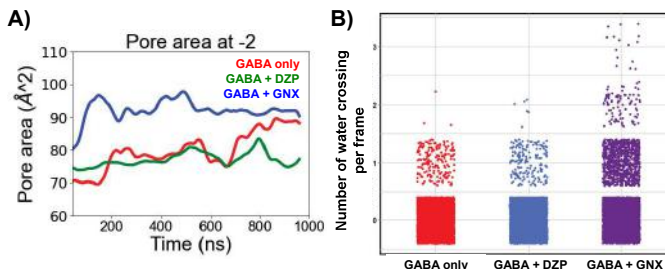 A)
Pore area at -2
GABA only
GABA + DZP
GABA + GNX
Pore area (Å^2)
110
100
90
80
70
60
200
400
600
800
1000
Time (ns)
B)
Number of water crossing
per frame
3
2
1
0
GABA only
GABA + DZP
GABA + GNX